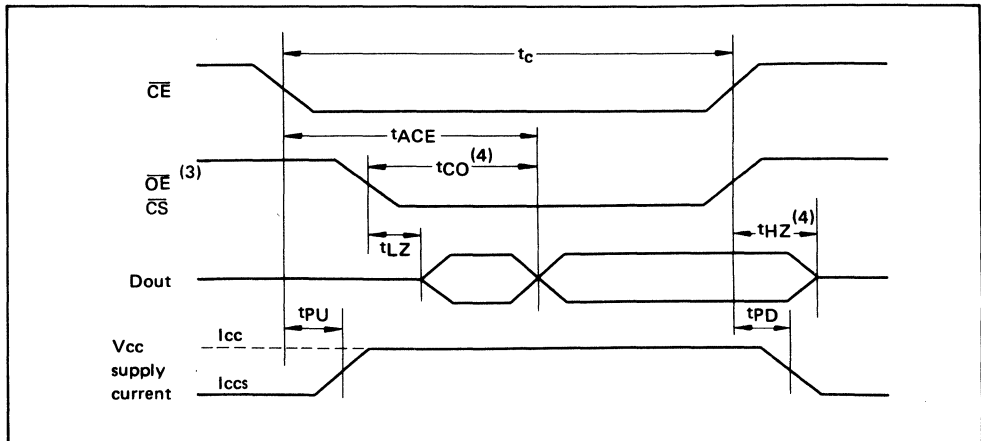 tC
CE
tACE
tCO (4)
OE (3)
CS
tHZ (4)
tLZ
Dout
tPU
tPD
Icc
Vcc
supply
Iccs
current